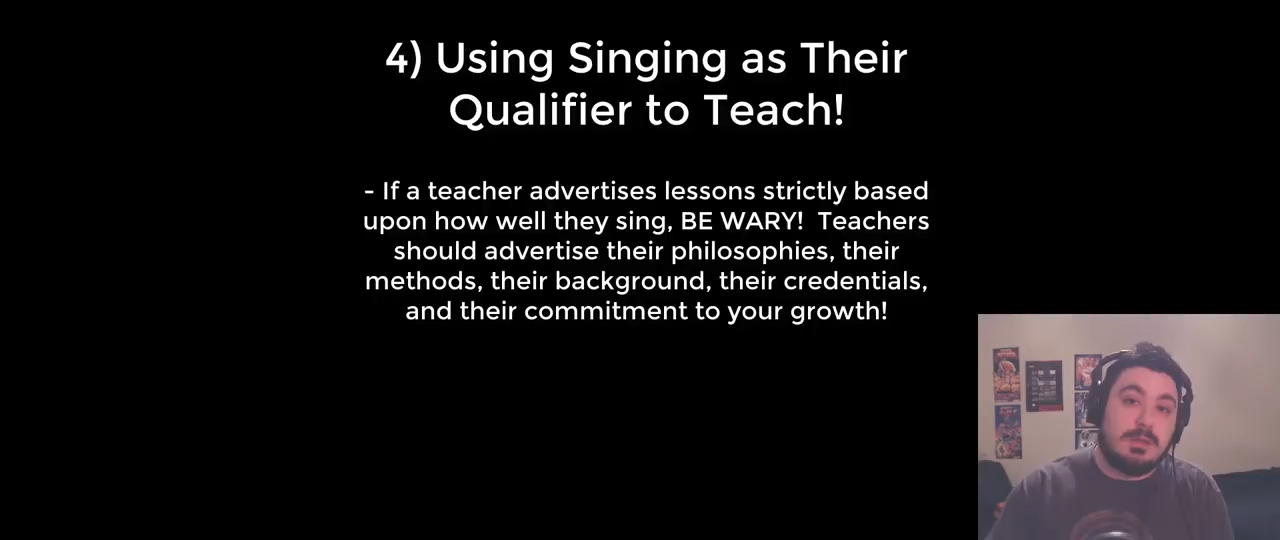 4) Using Singing as Their
Qualifier to Teach!
- If a teacher advertises lessons strictly based
upon how well they sing, BE WARY!  Teachers
should advertise their philosophies, their
methods, their background, their credentials,
and their commitment to your growth!